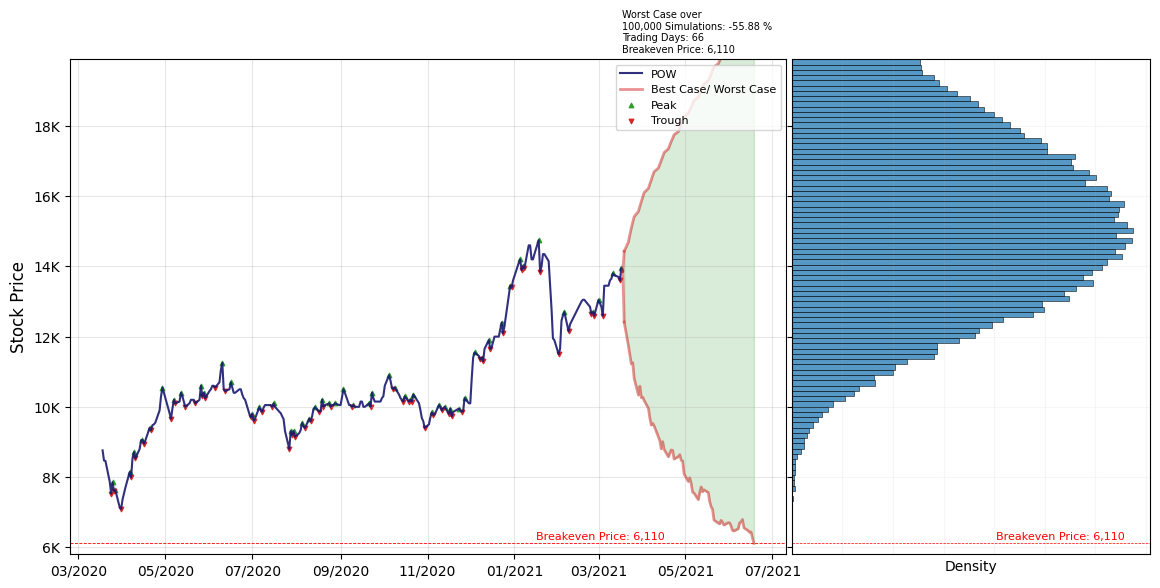 Worst Case over
100,000 Simulations: -55.88 %
Trading Days: 66
Breakeven Price: 6,110
POW
Best Case/ Worst Case
Peak
Trough
Stock Price
18K
16K
14K
12K
10K
8K
6K
Breakeven Price: 6,110
Breakeven Price: 6,110
03/2020 05/2020 07/2020 09/2020 11/2020 01/2021 03/2021 05/2021 07/2021
Density